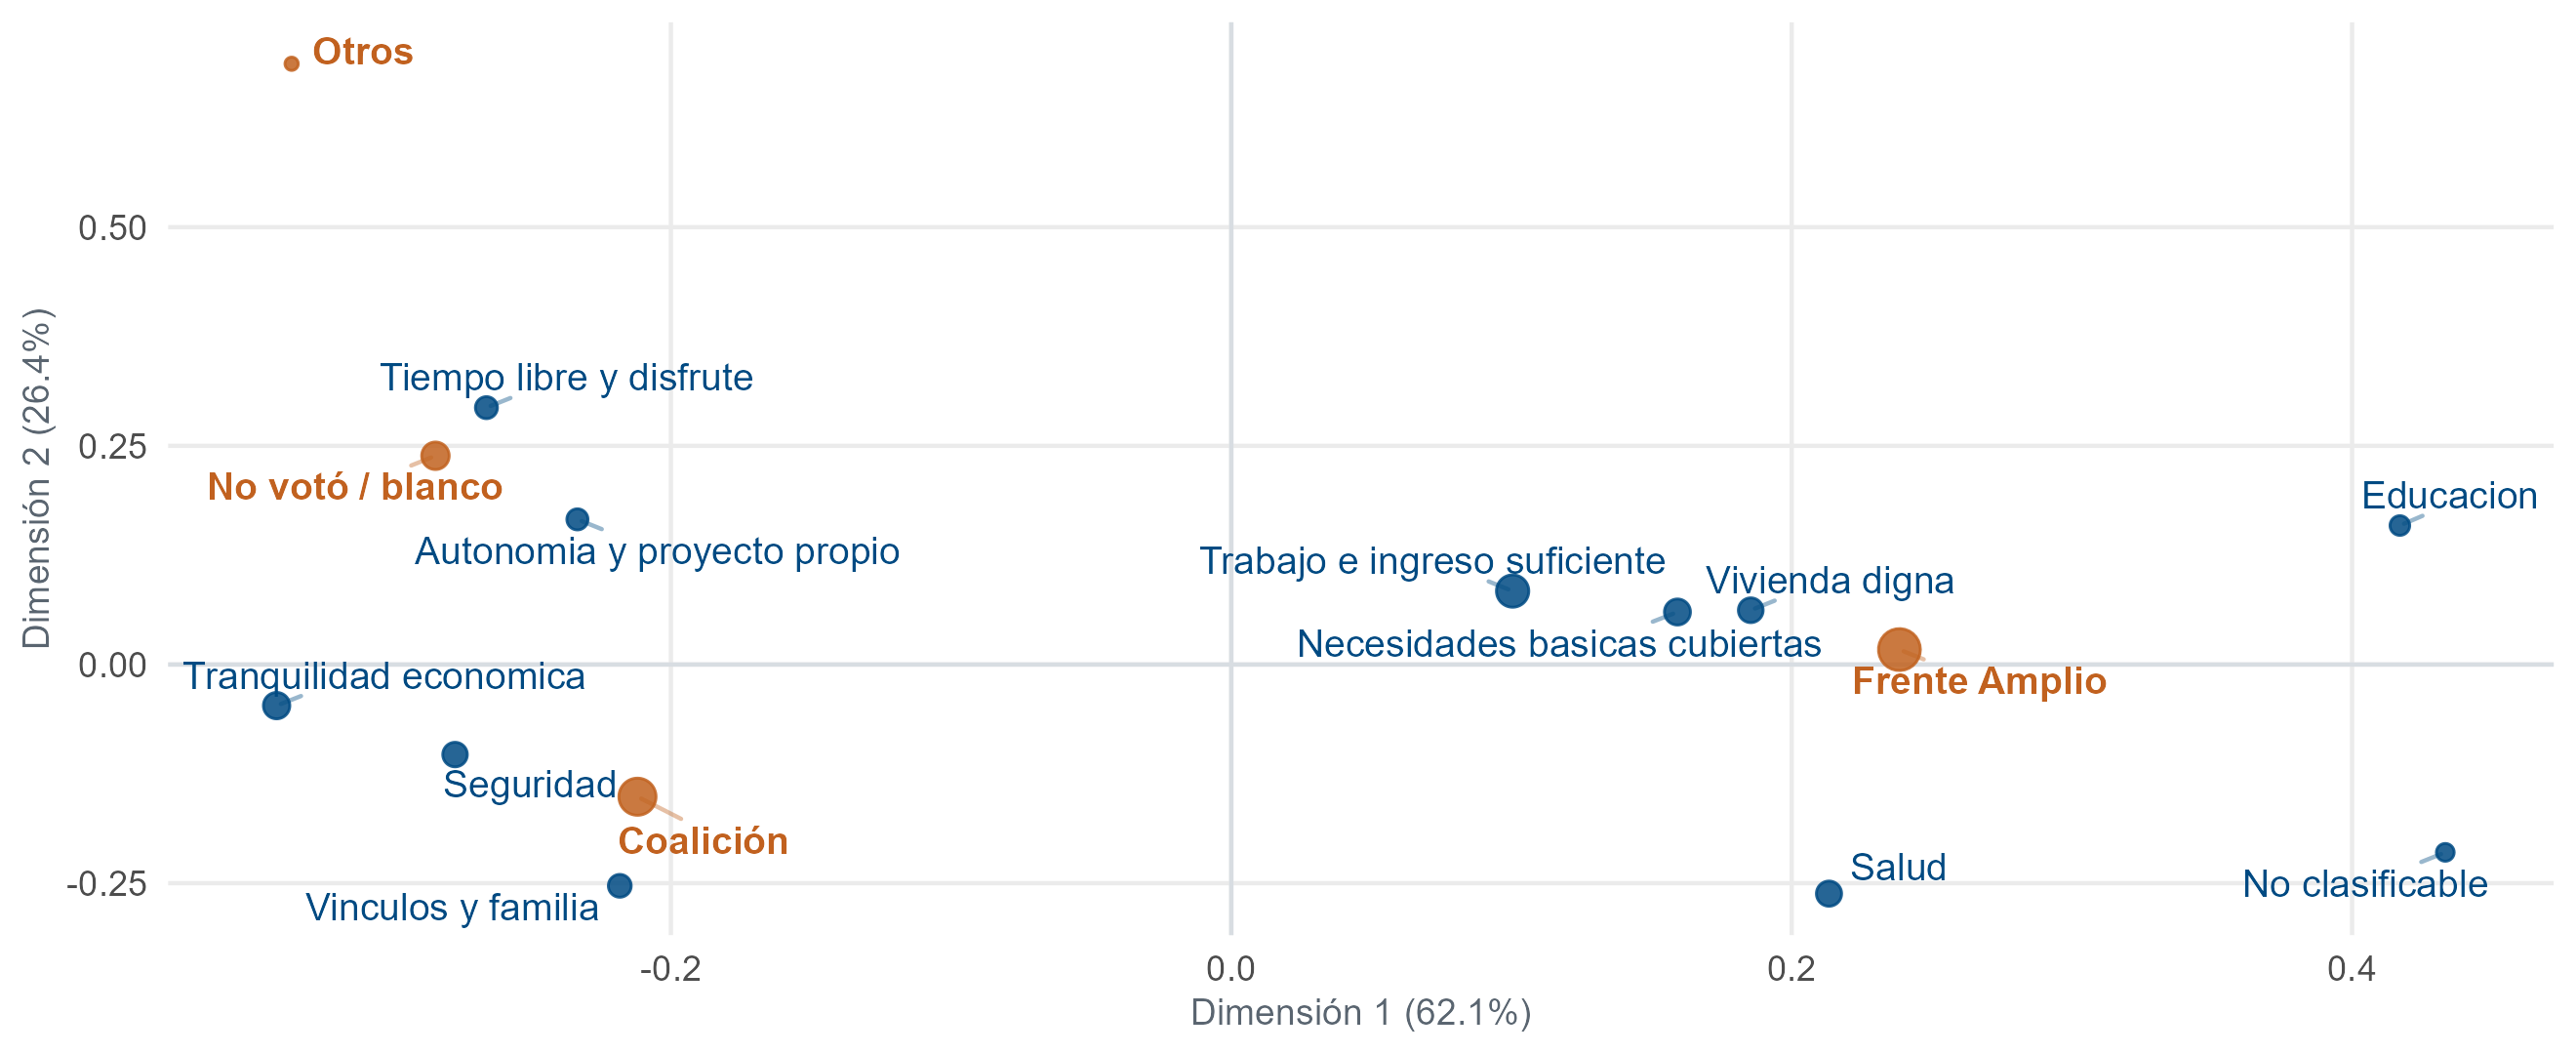 Otros
0.50
Tiempo libre y disfrute
0.25
No votó / blanco
Educacion
Autonomia y proyecto propio
Trabajo e ingreso suficiente
Vivienda digna
Necesidades basicas cubiertas
0.00
Tranquilidad economica
Frente Amplio
Seguridad
Coalición
Salud
-0.25
No clasificable
Vinculos y familia
Dimensión 2 (26.4%)
-0.2
0.0
0.2
0.4
Dimensión 1 (62.1%)